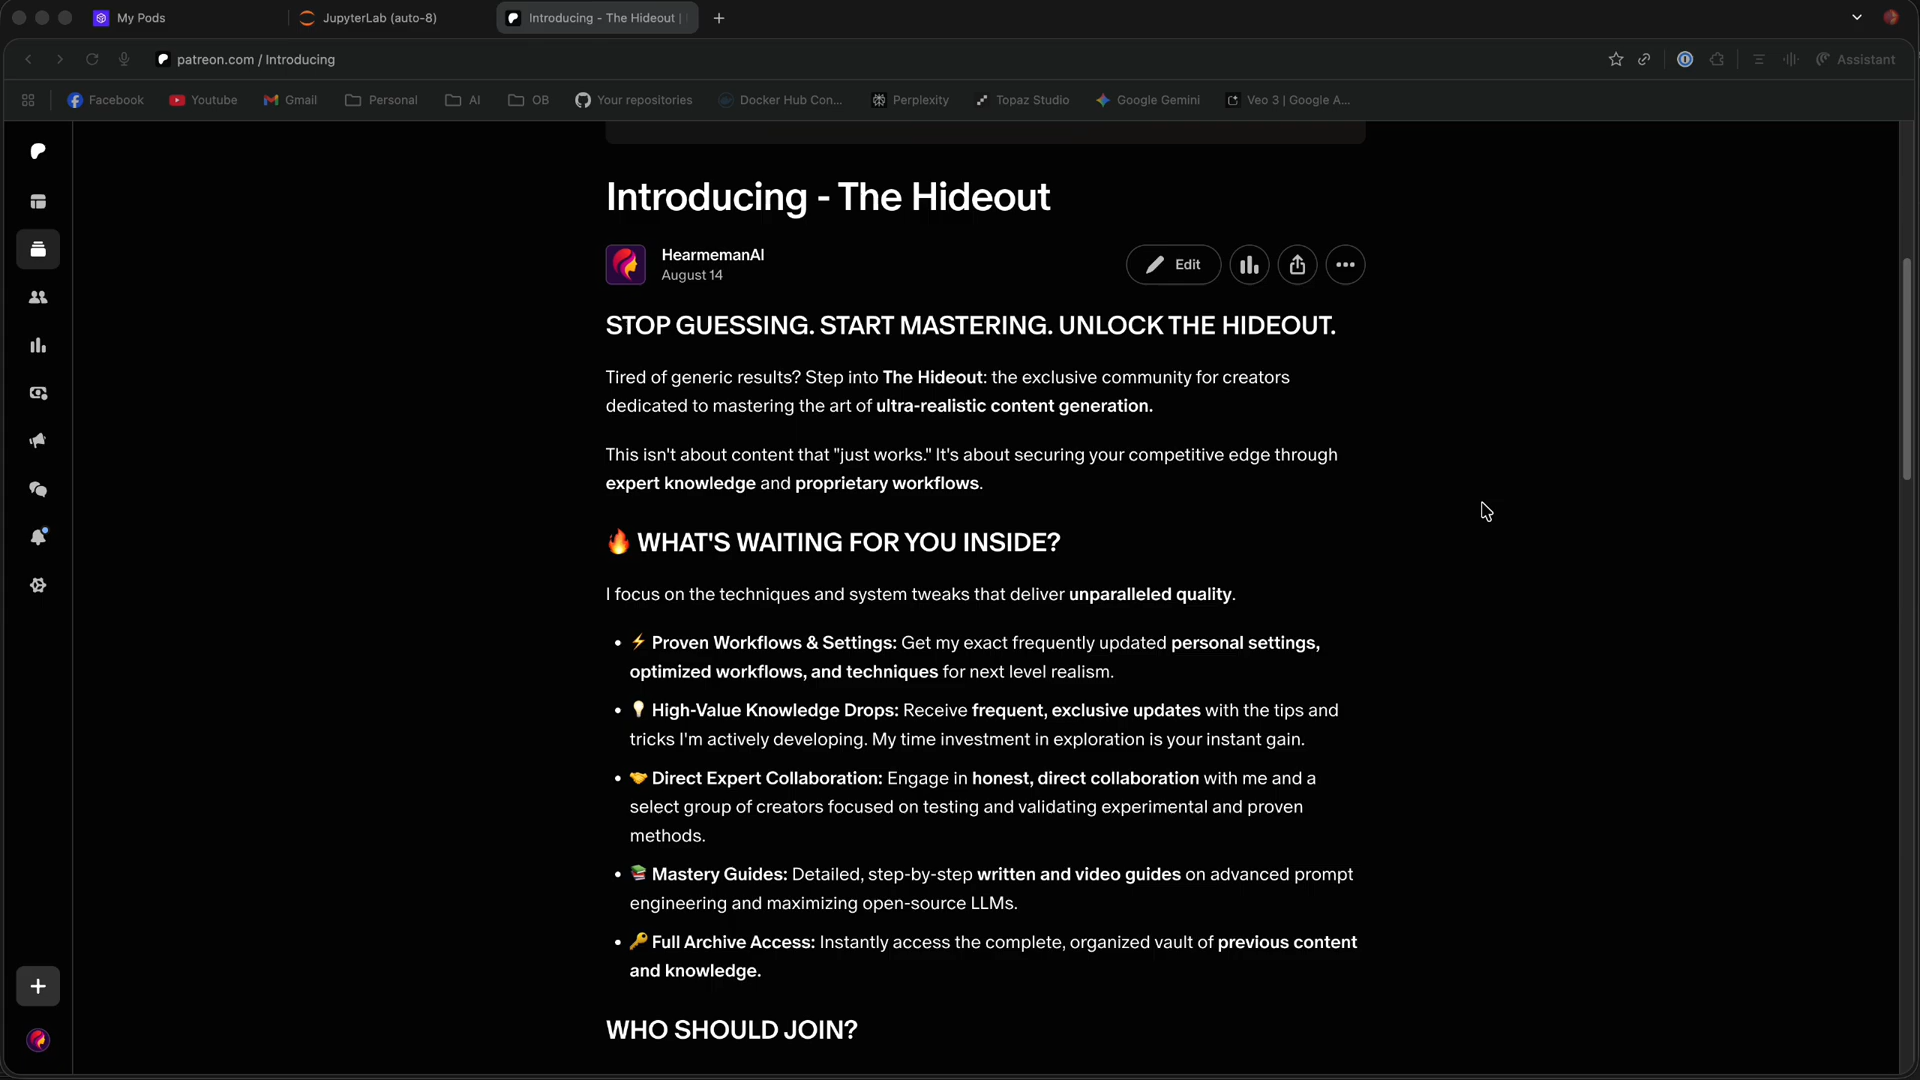 My Pods
JupyterLab (auto-8)
Introducing - The Hideout |
patreon.com / Introducing
Assistant
Facebook
Youtube
Gmail
Personal
AI
OB
Your repositories
Docker Hub Con...
Perplexity
Topaz Studio
Google Gemini
Veo 3 | Google A...
Introducing - The Hideout
HearmemanAI
August 14
Edit
STOP GUESSING. START MASTERING. UNLOCK THE HIDEOUT.
Tired of generic results? Step into The Hideout: the exclusive community for creators
dedicated to mastering the art of ultra-realistic content generation.
This isn't about content that "just works." It's about securing your competitive edge through
expert knowledge and proprietary workflows.
🔥 WHAT'S WAITING FOR YOU INSIDE?
I focus on the techniques and system tweaks that deliver unparalleled quality.
• ⚡ Proven Workflows & Settings: Get my exact frequently updated personal settings,
optimized workflows, and techniques for next level realism.
• 💡 High-Value Knowledge Drops: Receive frequent, exclusive updates with the tips and
tricks I'm actively developing. My time investment in exploration is your instant gain.
• 🤝 Direct Expert Collaboration: Engage in honest, direct collaboration with me and a
select group of creators focused on testing and validating experimental and proven
methods.
• 📚 Mastery Guides: Detailed, step-by-step written and video guides on advanced prompt
engineering and maximizing open-source LLMs.
• 🔑 Full Archive Access: Instantly access the complete, organized vault of previous content
and knowledge.
WHO SHOULD JOIN?